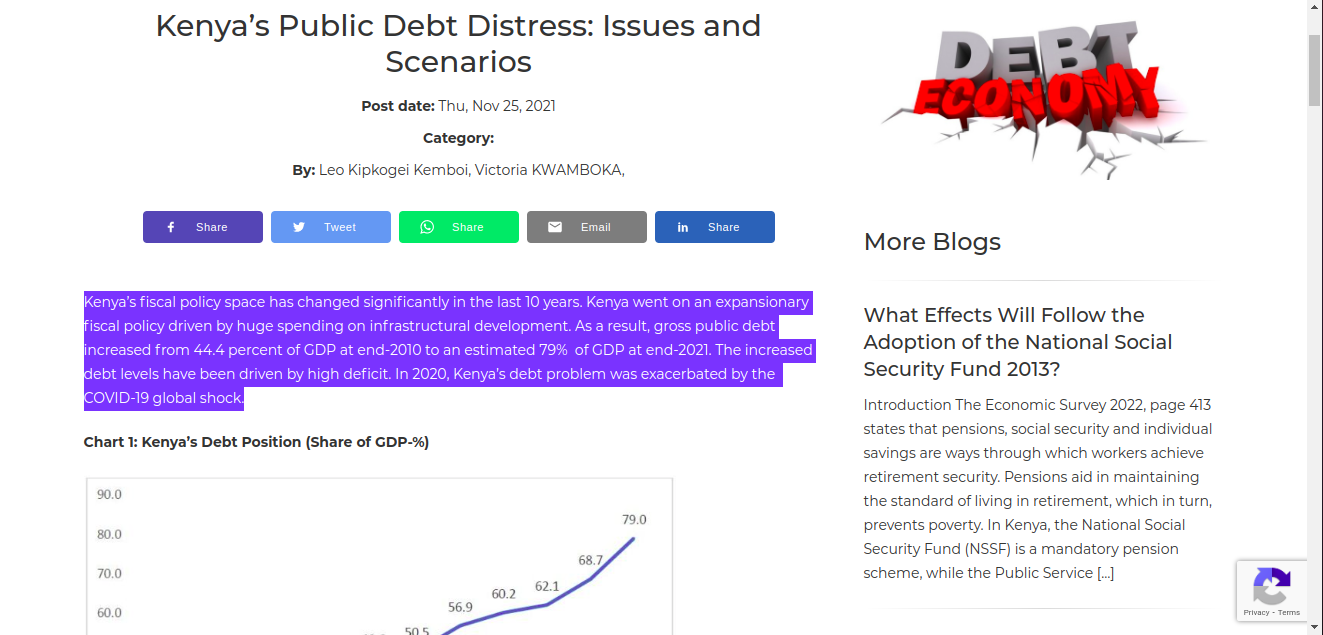 Kenya’s Public Debt Distress: Issues and
Scenarios
Post date: Thu, Nov 25, 2021
Category:
By: Leo Kipkogei Kemboi, Victoria KWAMBOKA,
Share
Tweet
Share
Email
Share
Kenya’s fiscal policy space has changed significantly in the last 10 years. Kenya went on an expansionary
fiscal policy driven by huge spending on infrastructural development. As a result, gross public debt
increased from 44.4 percent of GDP at end-2010 to an estimated 79% of GDP at end-2021. The increased
debt levels have been driven by high deficit. In 2020, Kenya’s debt problem was exacerbated by the
COVID-19 global shock.
Chart 1: Kenya’s Debt Position (Share of GDP-%)
90.0
80.0
70.0
60.0
79.0
68.7
62.1
60.2
56.9
50.5
DEBT
ECONOMY
More Blogs
What Effects Will Follow the
Adoption of the National Social
Security Fund 2013?
Introduction The Economic Survey 2022, page 413
states that pensions, social security and individual
savings are ways through which workers achieve
retirement security. Pensions aid in maintaining
the standard of living in retirement, which in turn,
prevents poverty. In Kenya, the National Social
Security Fund (NSSF) is a mandatory pension
scheme, while the Public Service [...]
Privacy - Terms